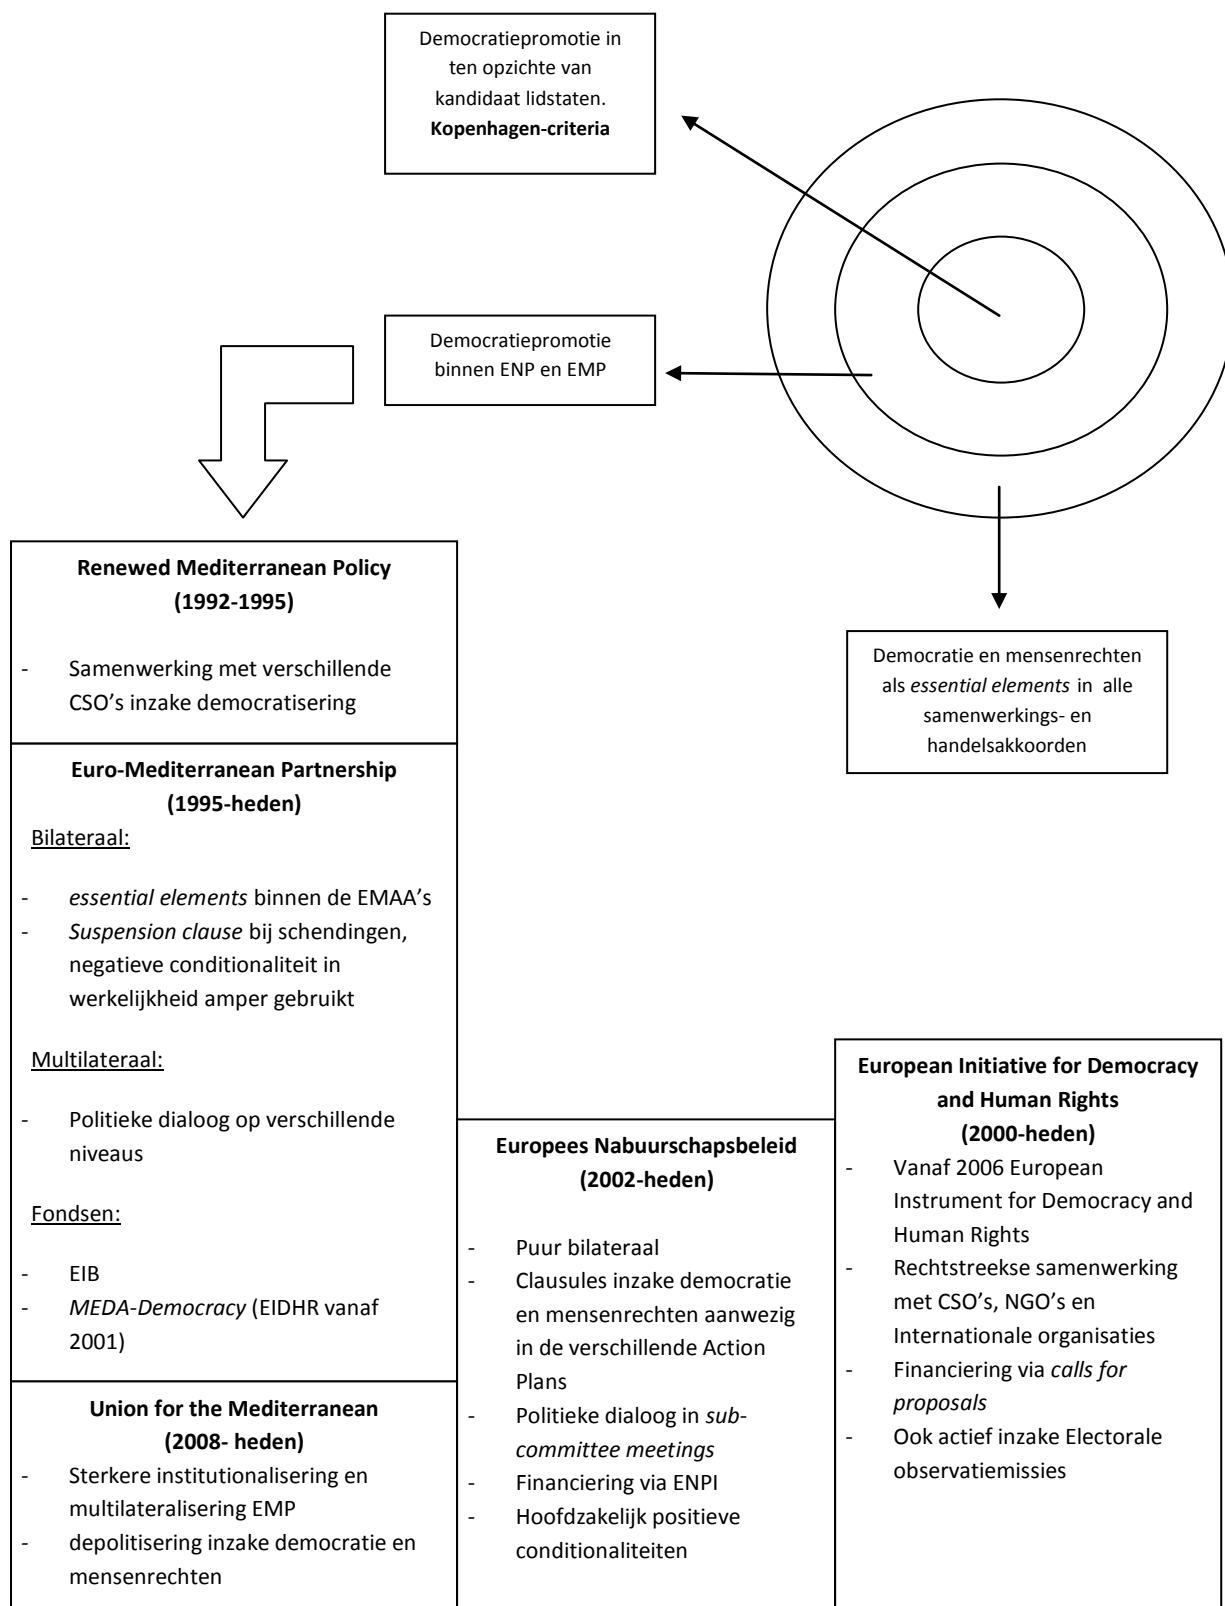 Democratiepromotie in
ten opzichte van
kandidaat lidstaten.
Kopenhagen-criteria
Democratiepromotie
binnen ENP en EMP
Democratie en mensenrechten
als essential elements in alle
samenwerkings- en
handelsakkoorden
Renewed Mediterranean Policy
(1992-1995)
- Samenwerking met verschillende
CSO’s inzake democratisering
Euro-Mediterranean Partnership
(1995-heden)
Bilateraal:
- essential elements binnen de EMAA’s
- Suspension clause bij schendingen,
negatieve conditionaliteit in
werkelijkheid amper gebruikt
Multilateraal:
- Politieke dialoog op verschillende
niveaus
Fondsen:
- EIB
- MEDA-Democracy (EIDHR vanaf
2001)
Union for the Mediterranean
(2008- heden)
- Sterkere institutionalisering en
multilateralisering EMP
- depolitisering inzake democratie en
mensenrechten
Europees Nabuurschapsbeleid
(2002-heden)
- Puur bilateraal
- Clausules inzake democratie
en mensenrechten aanwezig
in de verschillende Action
Plans
- Politieke dialoog in sub-
committee meetings
- Financiering via ENPI
- Hoofdzakelijk positieve
conditionaliteiten
European Initiative for Democracy
and Human Rights
(2000-heden)
- Vanaf 2006 European
Instrument for Democracy and
Human Rights
- Rechtstreekse samenwerking
met CSO’s, NGO’s en
Internationale organisaties
- Financiering via calls for
proposals
- Ook actief inzake Electorale
observatiemissies